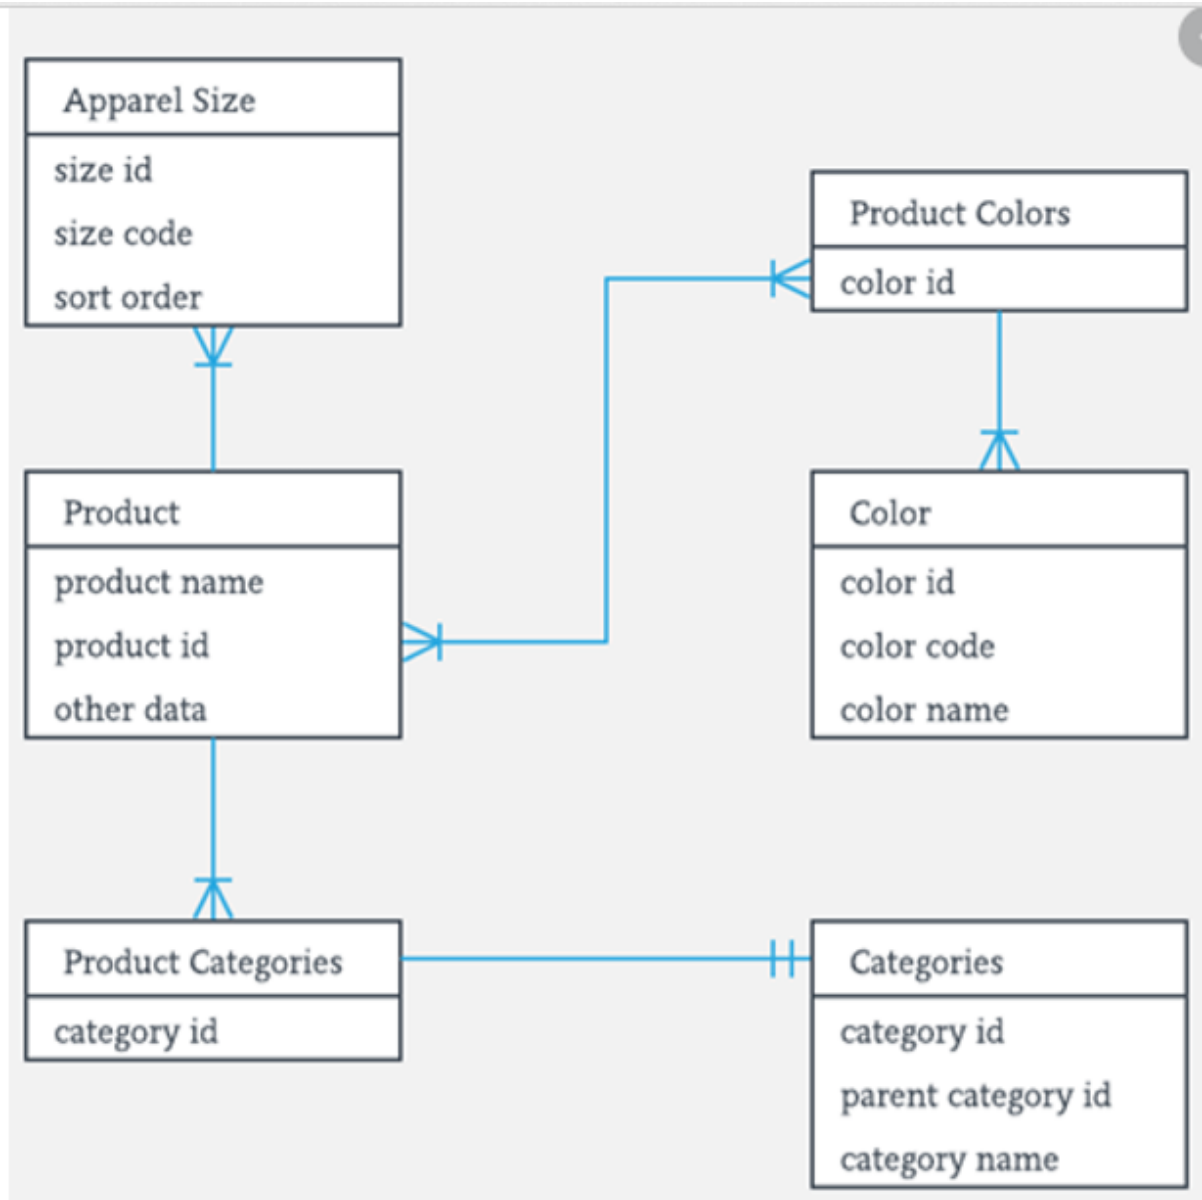 Apparel Size
size id
size code
sort order
Product Colors
color id
Product
product name
product id
other data
Color
color id
color code
color name
Product Categories
category id
Categories
category id
parent category id
category name